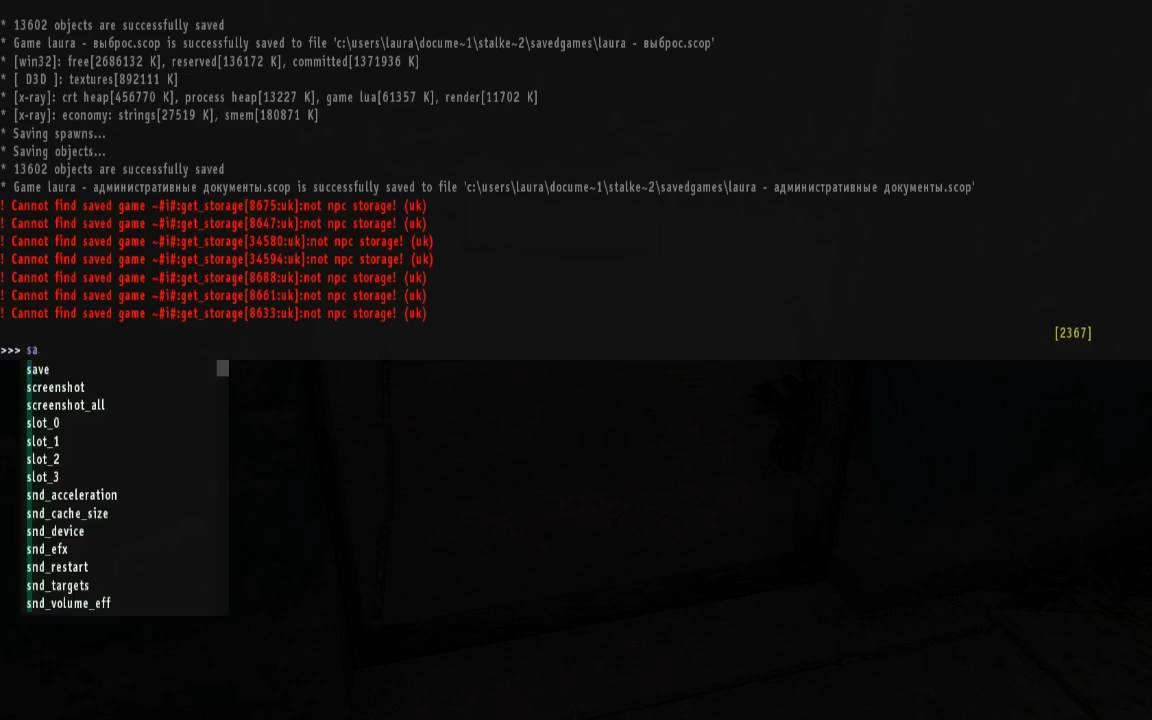 * 13602 objects are successfully saved
* Game laura - выброс.scop is successfully saved to file 'c:\users\laura\docume~1\stalke~2\savedgames\laura - выброс.scop'
* [win32]: free[2686132 K], reserved[136172 K], committed[1371936 K]
* [ D3D ]: textures[892111 K]
* [x-ray]: crt heap[456770 K], process heap[13227 K], game lua[61357 K], render[11702 K]
* [x-ray]: economy: strings[27519 K], smem[180871 K]
* Saving spawns...
* Saving objects...
* 13602 objects are successfully saved
* Game laura - административные документы.scop is successfully saved to file 'c:\users\laura\docume~1\stalke~2\savedgames\laura - административные документы.scop'
! Cannot find saved game ~#i#:get_storage[8675:uk]:not npc storage! (uk)
! Cannot find saved game ~#i#:get_storage[8647:uk]:not npc storage! (uk)
! Cannot find saved game ~#i#:get_storage[34580:uk]:not npc storage! (uk)
! Cannot find saved game ~#i#:get_storage[34594:uk]:not npc storage! (uk)
! Cannot find saved game ~#i#:get_storage[8688:uk]:not npc storage! (uk)
! Cannot find saved game ~#i#:get_storage[8661:uk]:not npc storage! (uk)
! Cannot find saved game ~#i#:get_storage[8633:uk]:not npc storage! (uk)
[2367]
>>> sa
save
screenshot
screenshot_all
slot_0
slot_1
slot_2
slot_3
snd_acceleration
snd_cache_size
snd_device
snd_efx
snd_restart
snd_targets
snd_volume_eff